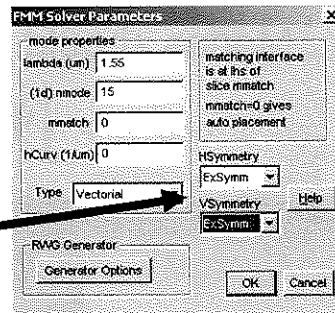 FMM Solver Parameters
mode properties
lambda (um) 1.55
(1d) nmode 15
mmatch 0
hCurv (1/um) 0
Type Vectorial
matching interface
is at lhs of
slice mmatch
mmatch=0 gives
auto placement
HSymmetry
ExSymm
VSymmetry
ExSymm
Help
RWG Generator
Generator Options
OK Cancel